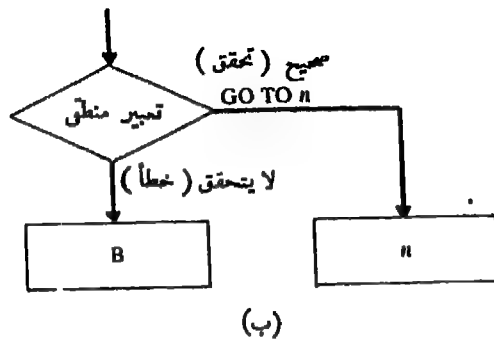 صحيح ( تحقق )
GO TO n
تعبير منطقي
لا يتحقق ( خطأ )
B
n
(ب)